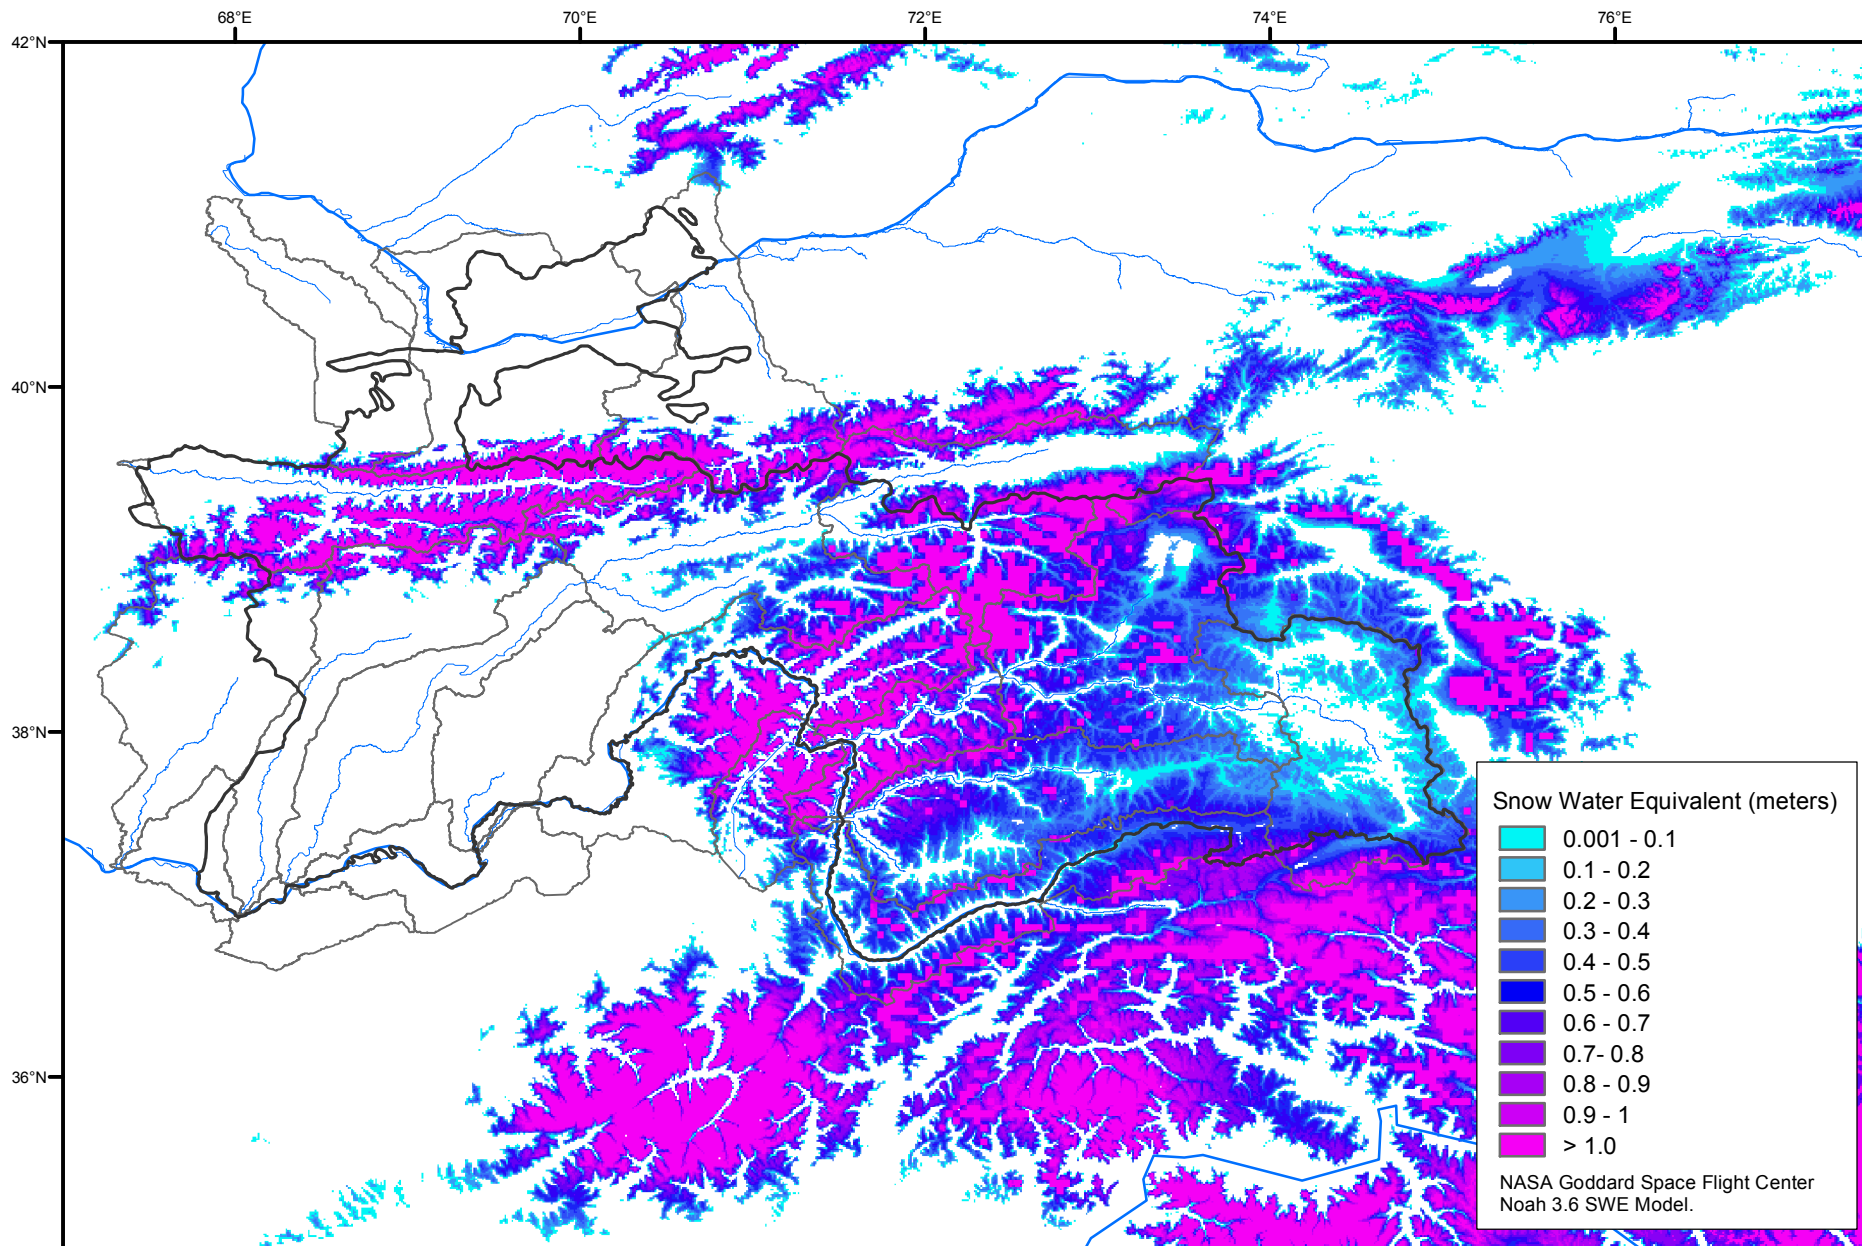 68°E
70°E
72°E
74°E
76°E
42°N
40°N
38°N
36°N
Snow Water Equivalent (meters)
0.001 - 0.1
0.1 - 0.2
0.2 - 0.3
0.3 - 0.4
0.4 - 0.5
0.5 - 0.6
0.6 - 0.7
0.7- 0.8
0.8 - 0.9
0.9 - 1
> 1.0
NASA Goddard Space Flight Center
Noah 3.6 SWE Model.